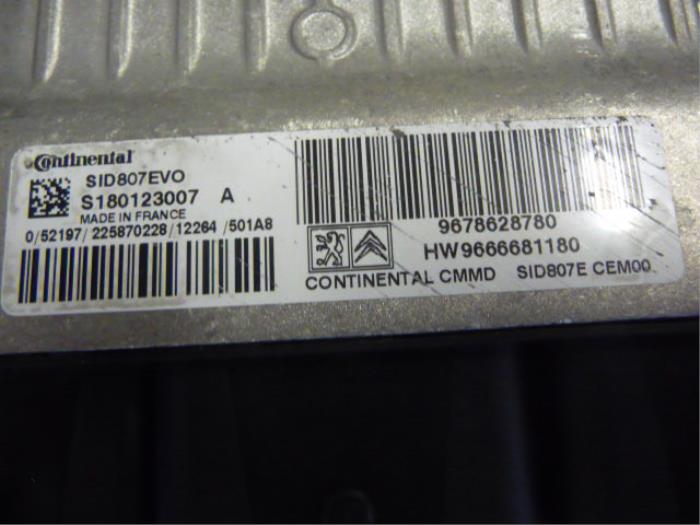 Continental
SID807EVO
S180123007 A
MADE IN FRANCE
0/52197/225870228/12264/501A8
9678628780
HW9666681180
CONTINENTAL CMMD SID807E CEM00